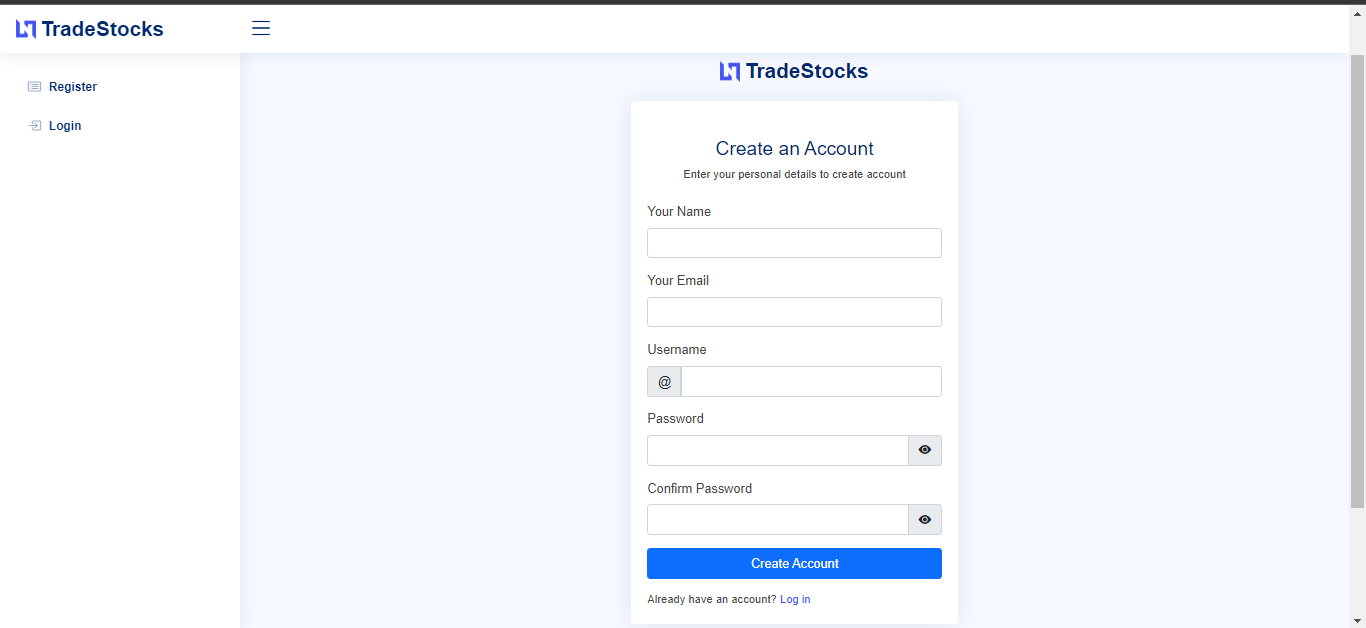 TradeStocks
Register
Login
TradeStocks
Create an Account
Enter your personal details to create account
Your Name
Your Email
Username
@
Password
Confirm Password
Create Account
Already have an account? Log in